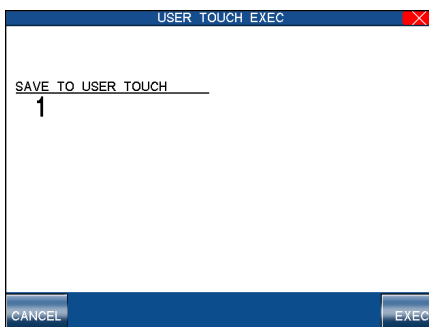 USER TOUCH EXEC
SAVE TO USER TOUCH
1
CANCEL
EXEC